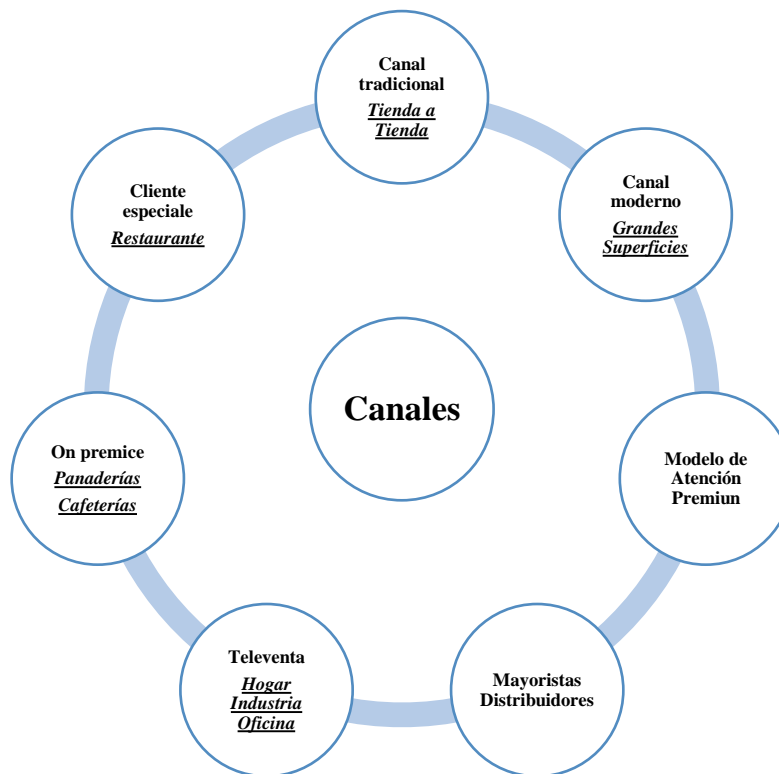 Canal
tradicional
Tienda a
Tienda
Canal
moderno
Grandes
Superficies
Modelo de
Atención
Premiun
Mayoristas
Distribuidores
Televenta
Hogar
Industria
Oficina
On premice
Panaderías
Cafeterías
Cliente
especiale
Restaurante
Canales